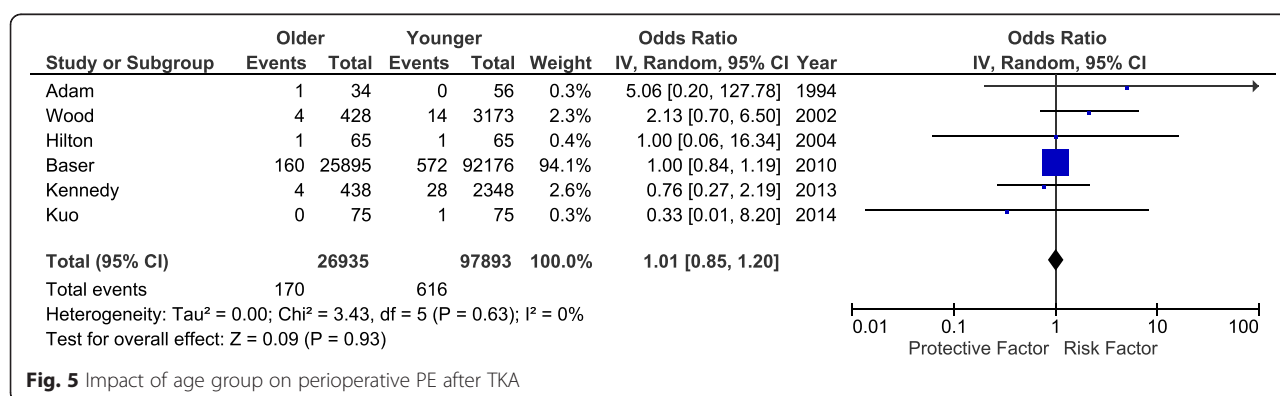 Older Younger Odds Ratio Odds Ratio
Study or Subgroup Events Total Events Total Weight IV, Random, 95% CI Year IV, Random, 95% CI
Adam 1 34 0 56 0.3% 5.06 [0.20, 127.78] 1994
Wood 4 428 14 3173 2.3% 2.13 [0.70, 6.50] 2002
Hilton 1 65 1 65 0.4% 1.00 [0.06, 16.34] 2004
Baser 160 25895 572 92176 94.1% 1.00 [0.84, 1.19] 2010
Kennedy 4 438 28 2348 2.6% 0.76 [0.27, 2.19] 2013
Kuo 0 75 1 75 0.3% 0.33 [0.01, 8.20] 2014
Total (95% CI) 26935 97893 100.0% 1.01 [0.85, 1.20]
Total events 170 616
Heterogeneity: Tau² = 0.00; Chi² = 3.43, df = 5 (P = 0.63); I² = 0%
Test for overall effect: Z = 0.09 (P = 0.93)
0.01 0.1 1 10 100
Protective Factor Risk Factor
Fig. 5 Impact of age group on perioperative PE after TKA